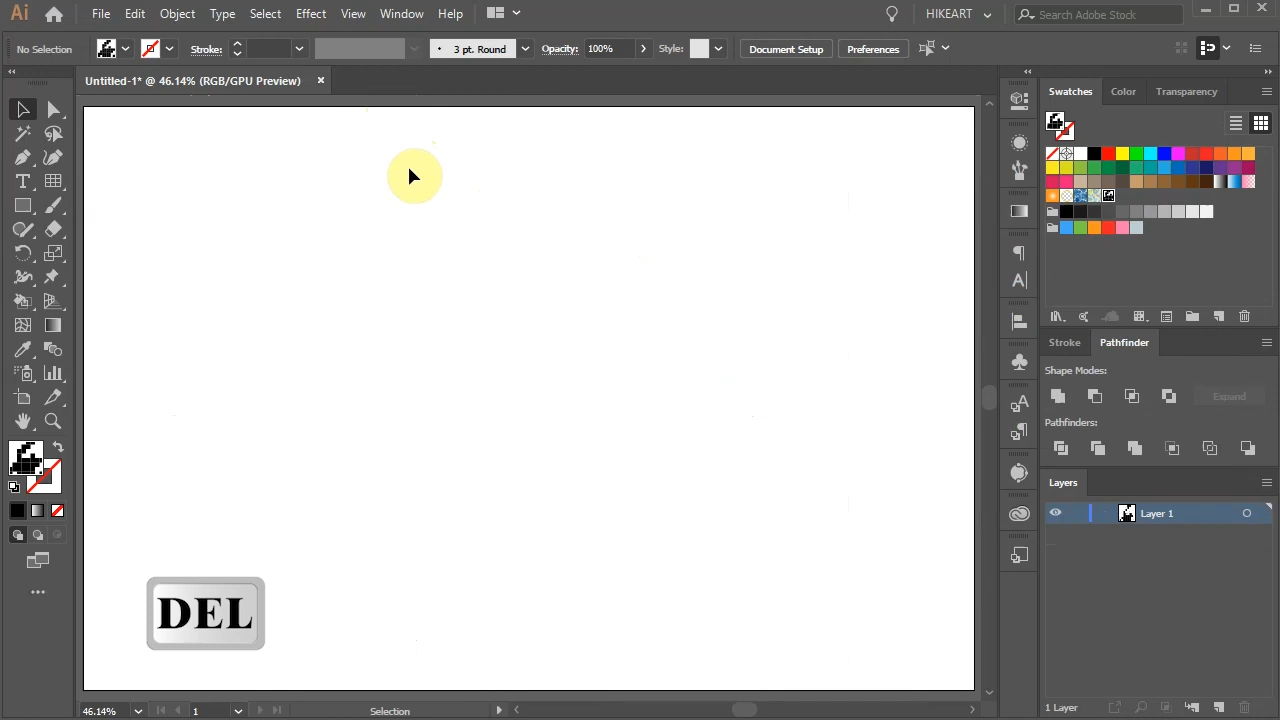 Ai File Edit Object Type Select Effect View Window Help HIKEART Search Adobe Stock
No Selection Stroke: 3 pt. Round Opacity: 100% Style: Document Setup Preferences
Untitled-1* @ 46.14% (RGB/GPU Preview)
Swatches Color Transparency
Stroke Pathfinder
Shape Modes:
Expand
Pathfinders:
Layers
Layer 1
DEL
46.14% 1 Selection
1 Layer